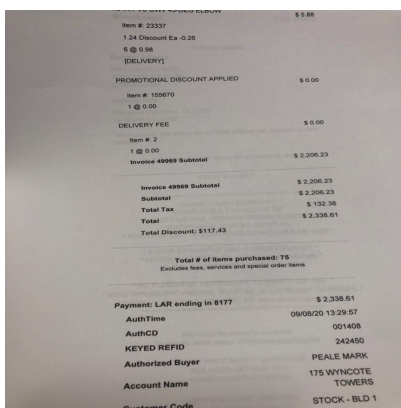 45-DEG ELBOW $ 5.88
Item #: 23337
1.24 Discount Ea -0.26
6 @ 0.98
[DELIVERY]
PROMOTIONAL DISCOUNT APPLIED $ 0.00
Item #: 155670
1 @ 0.00
DELIVERY FEE $ 0.00
Item #: 2
1 @ 0.00
Invoice 49969 Subtotal $ 2,206.23
Invoice 49969 Subtotal $ 2,206.23
Subtotal $ 2,206.23
Total Tax $ 132.38
Total $ 2,338.61
Total Discount: $117.43
Total # of items purchased: 75
Excludes fees, services and special order items
Payment: LAR ending in 8177 $ 2,338.61
AuthTime 09/08/20 13:29:57
AuthCD 001408
KEYED REFID 242450
Authorized Buyer PEALE MARK
Account Name 175 WYNCOTE
TOWERS
Customer Code STOCK - BLD 1